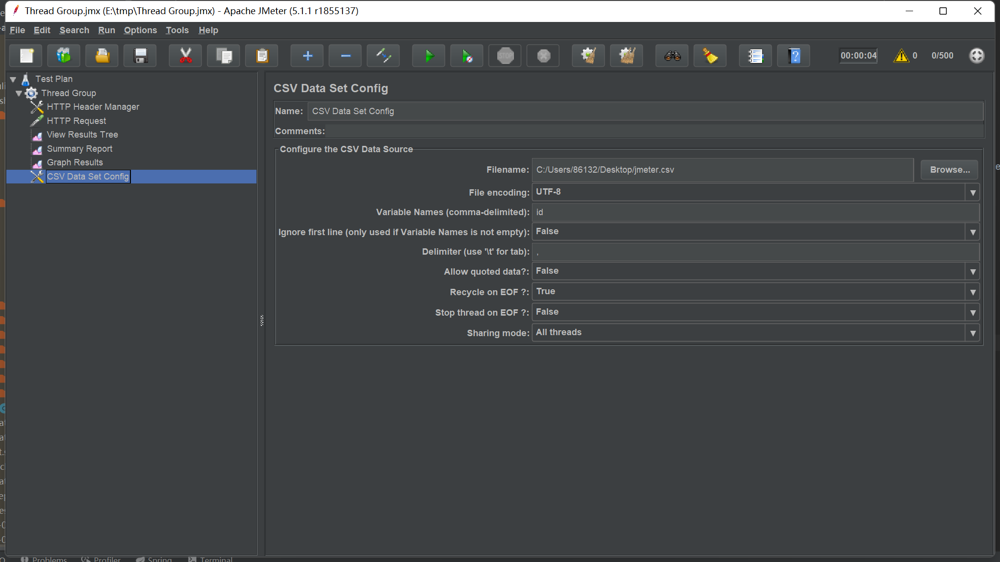 Thread Group.jmx (E:\tmp\Thread Group.jmx) - Apache JMeter (5.1.1 r1855137)
File Edit Search Run Options Tools Help
STOP 00:00:04 0 0/500
Test Plan
Thread Group
HTTP Header Manager
HTTP Request
View Results Tree
Summary Report
Graph Results
CSV Data Set Config
CSV Data Set Config
Name: CSV Data Set Config
Comments:
Configure the CSV Data Source
Filename: C:/Users/86132/Desktop/jmeter.csv Browse...
File encoding: UTF-8
Variable Names (comma-delimited): id
Ignore first line (only used if Variable Names is not empty): False
Delimiter (use '\t' for tab): ,
Allow quoted data?: False
Recycle on EOF ?: True
Stop thread on EOF ?: False
Sharing mode: All threads
Problems Profiler Spring Terminal